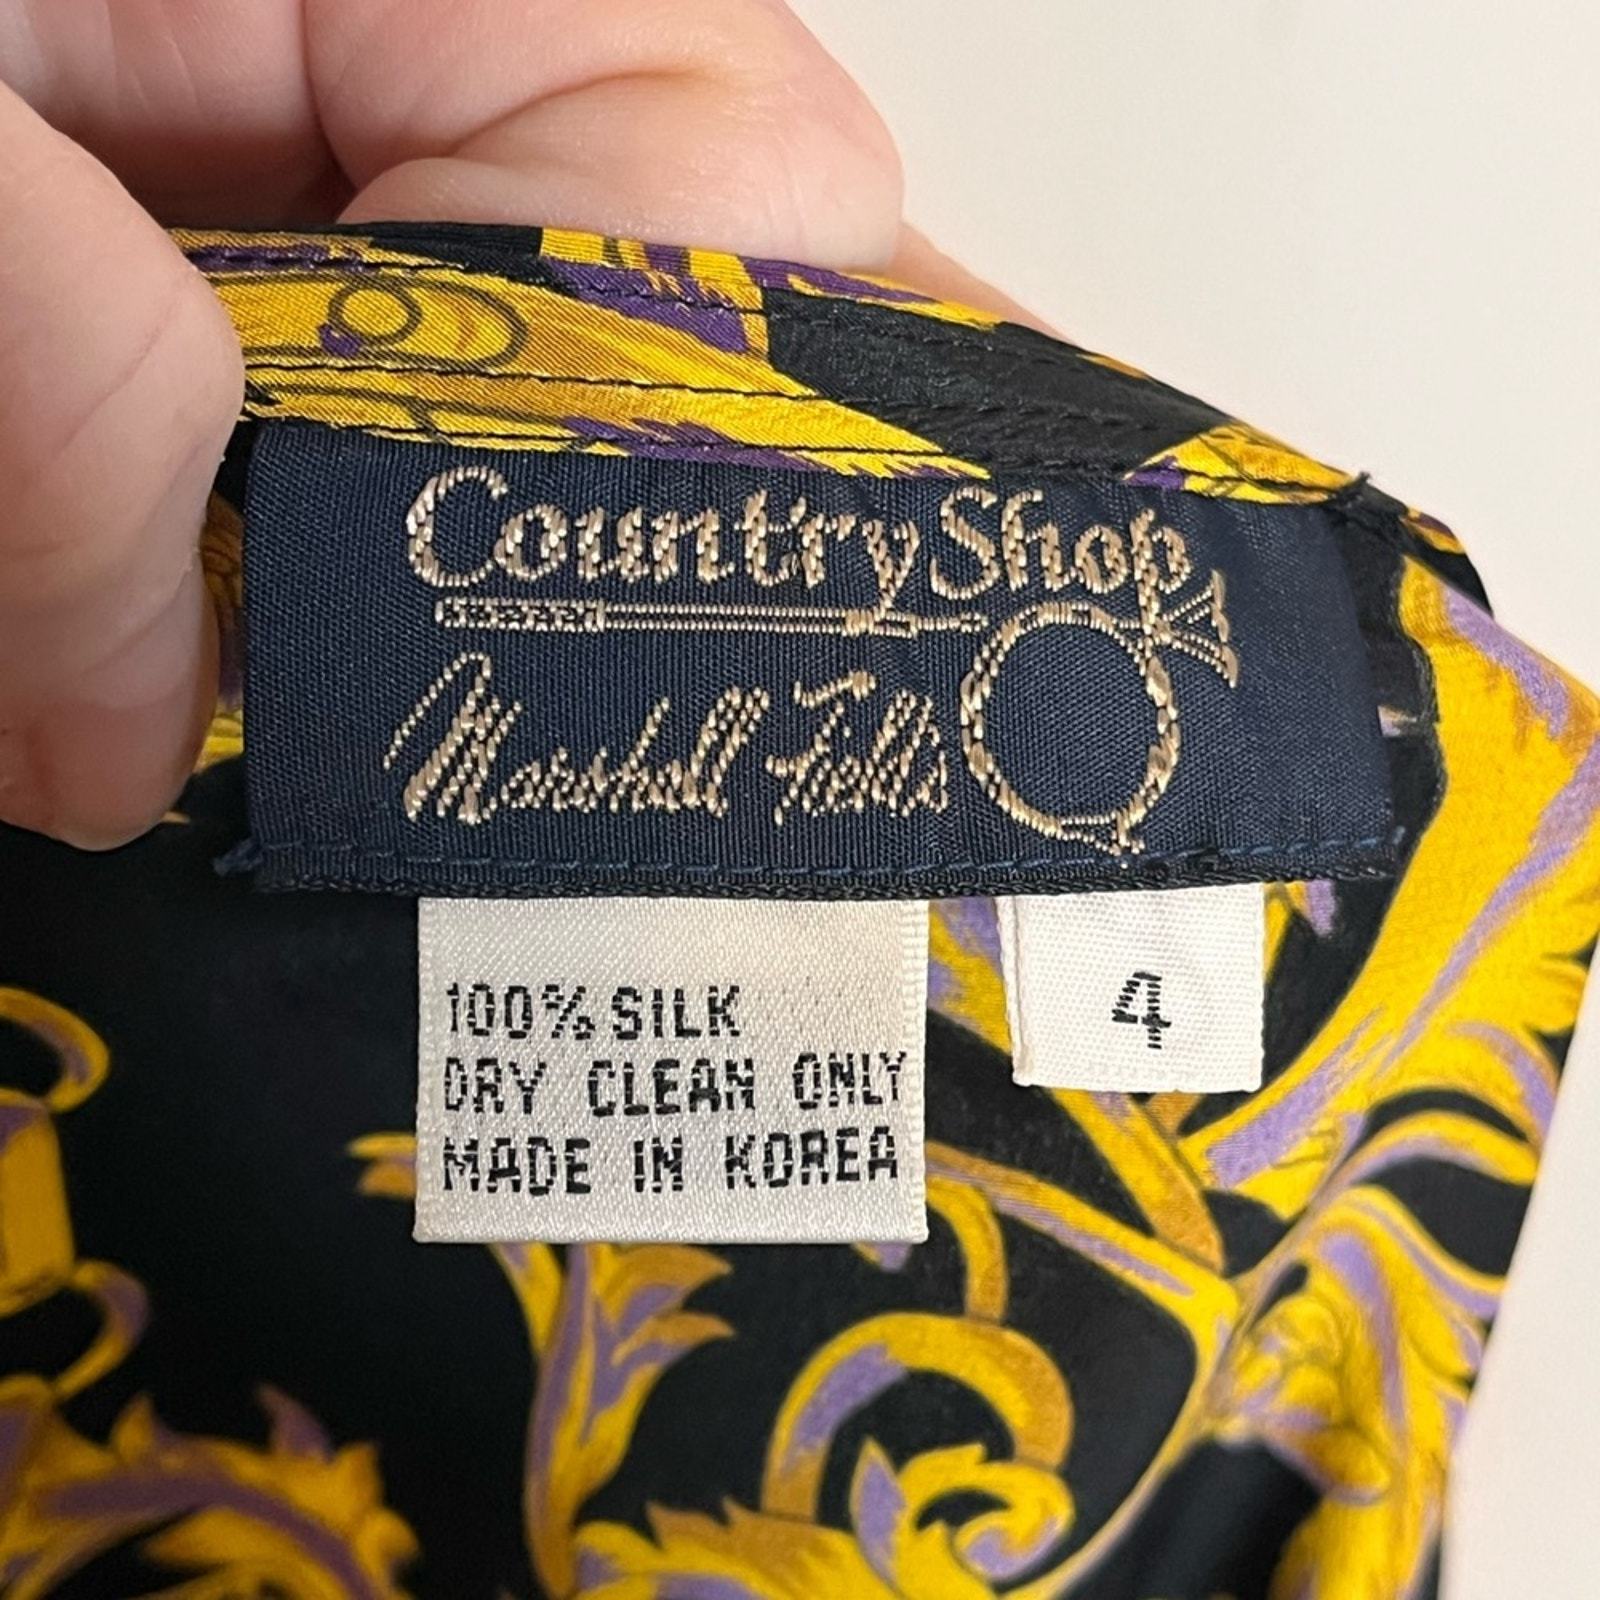 Country Shop
Marshall Field's
100% SILK
DRY CLEAN ONLY
MADE IN KOREA
4